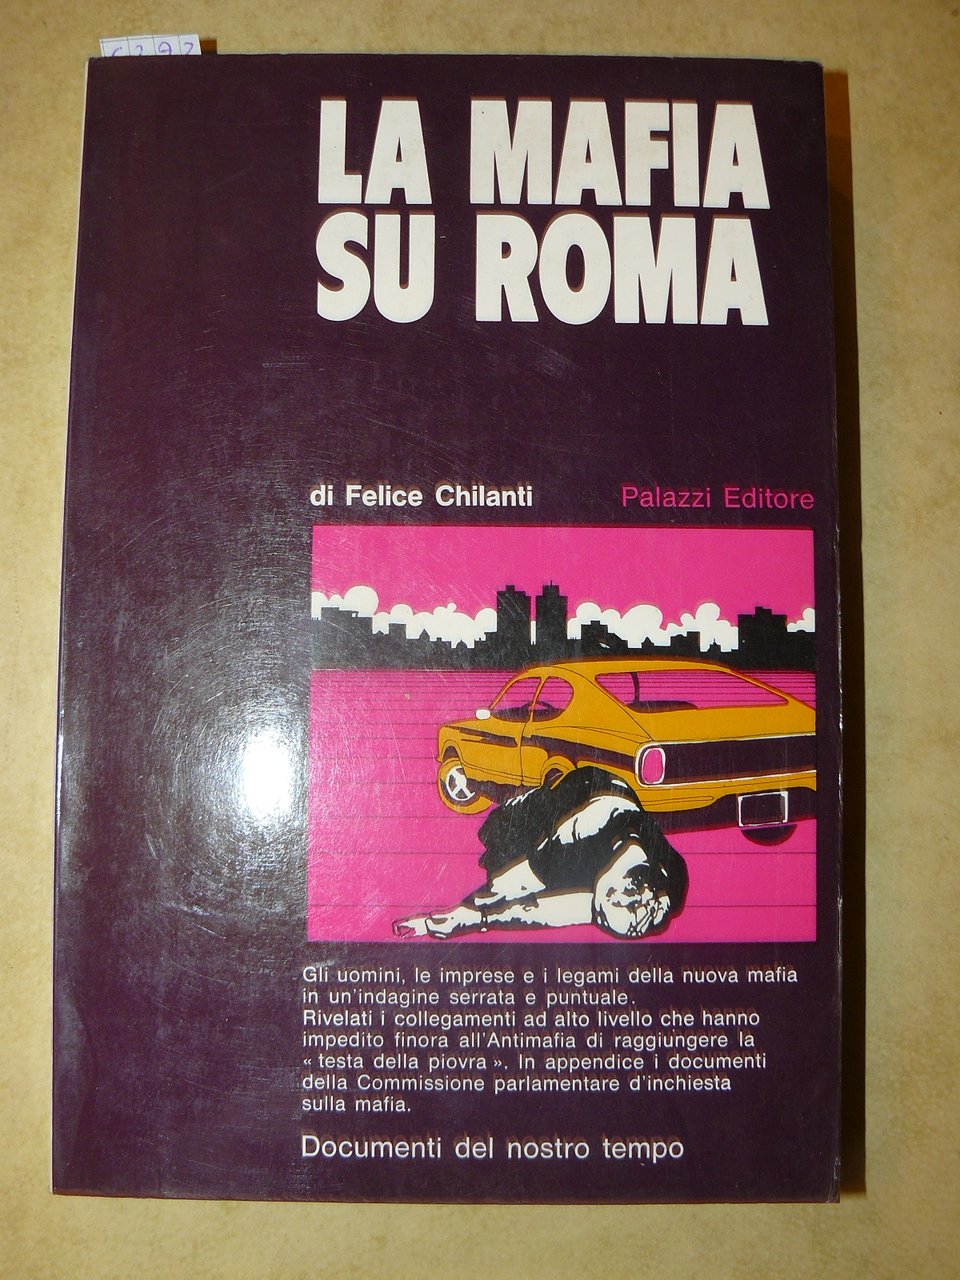 LA MAFIA
SU ROMA
di Felice Chilanti Palazzi Editore
Gli uomini, le imprese e i legami della nuova mafia
in un'indagine serrata e puntuale.
Rivelati i collegamenti ad alto livello che hanno
impedito finora all'Antimafia di raggiungere la
« testa della piovra ». In appendice i documenti
della Commissione parlamentare d'inchiesta
sulla mafia.
Documenti del nostro tempo